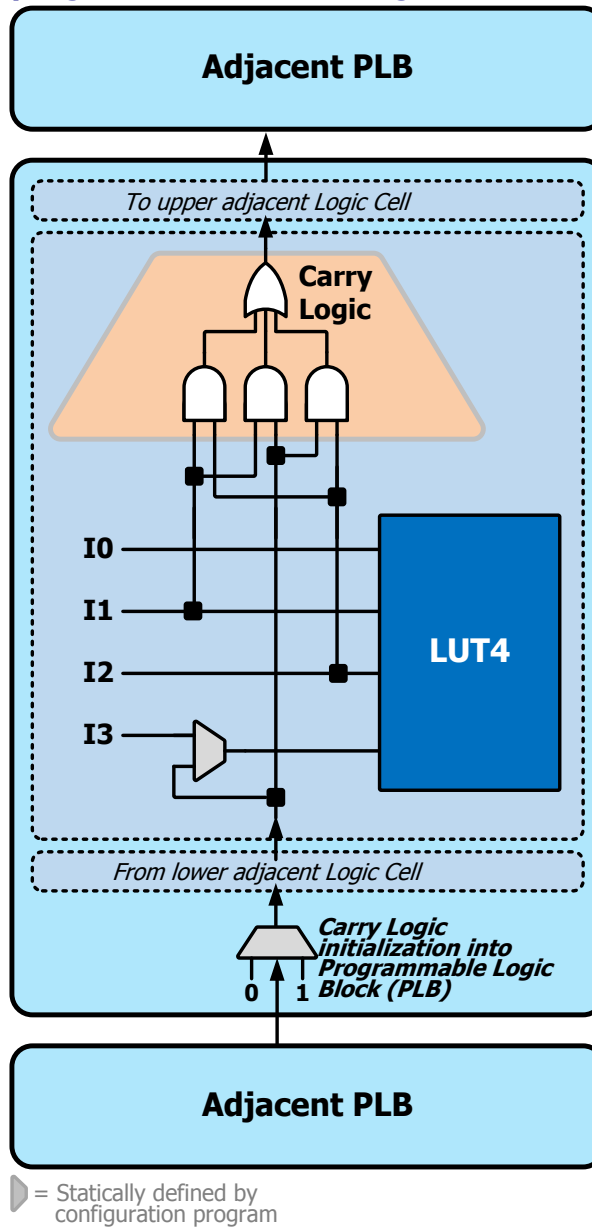 Adjacent PLB
To upper adjacent Logic Cell
Carry
Logic
I0
I1
LUT4
I2
I3
From lower adjacent Logic Cell
Carry Logic
initialization into
Programmable Logic
Block (PLB)
0 1
Adjacent PLB
= Statically defined by
configuration program